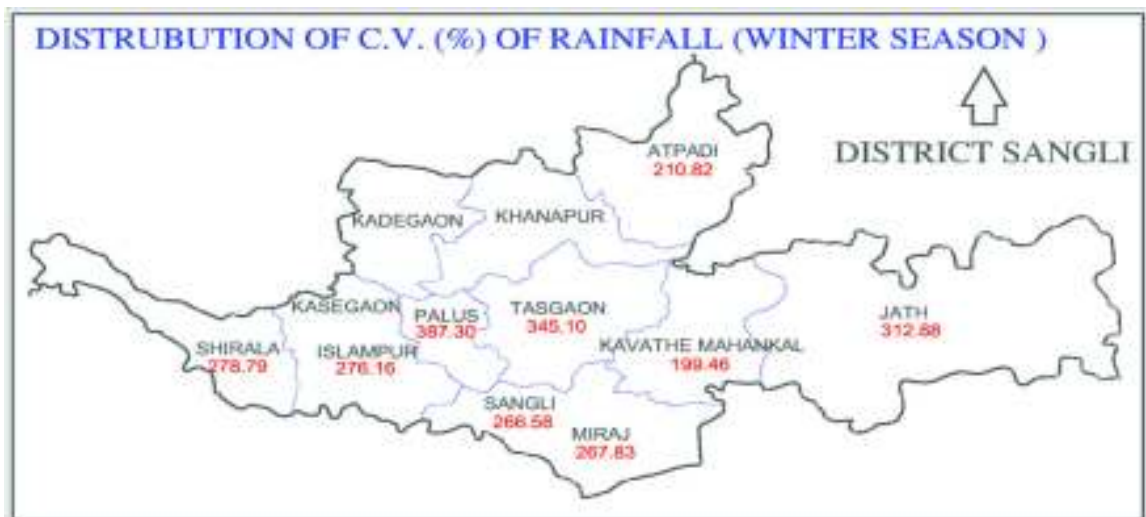 DISTRUBUTION OF C.V. (%) OF RAINFALL (WINTER SEASON )
DISTRICT SANGLI
ATPADI
210.82
KADEGAON
KHANAPUR
KASEGAON
PALUS
387.30
TASGAON
345.10
JATH
312.88
SHIRALA
278.79
ISLAMPUR
276.16
KAVATHE MAHANKAL
199.46
SANGLI
266.58
MIRAJ
267.83